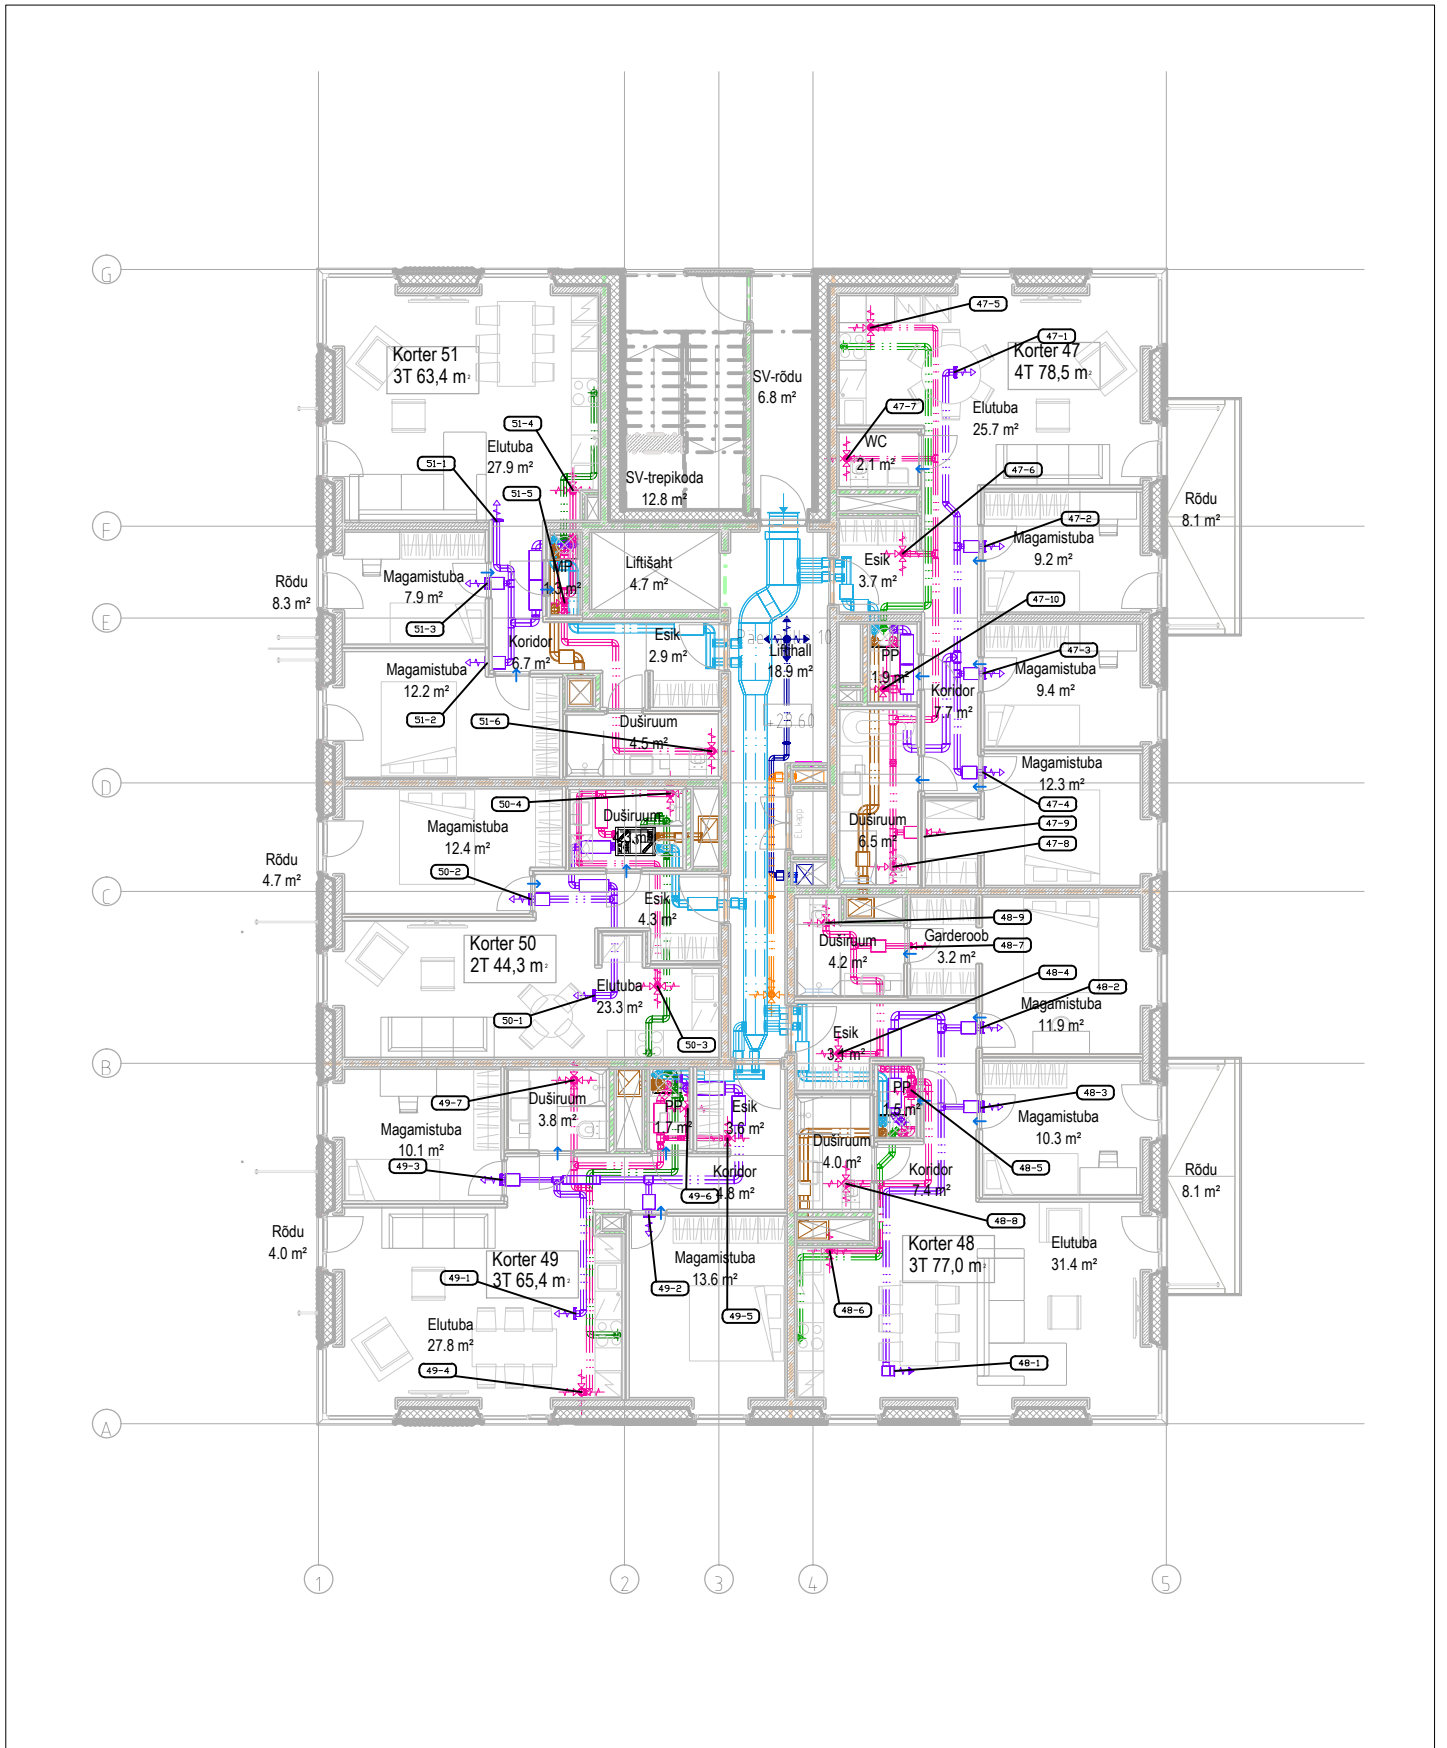 G
F
E
D
C
B
A
1
2
3
4
5
Korter 51
3T 63,4 m²
Elutuba
27.9 m²
51-4
51-1
51-5
SV-rõdu
6.8 m²
SV-trepikoda
12.8 m²
Liftišaht
4.7 m²
MP
1.3 m²
Magamistuba
7.9 m²
51-3
Rõdu
8.3 m²
Koridor
6.7 m²
Esik
2.9 m²
Magamistuba
12.2 m²
51-2
51-6
Duširuum
4.5 m²
Lifthall
18.9 m²
47-5
47-1
Korter 47
4T 78,5 m²
Elutuba
25.7 m²
47-7
WC
2.1 m²
47-6
Rõdu
8.1 m²
47-2
Magamistuba
9.2 m²
Esik
3.7 m²
47-10
PP
1.9 m²
47-3
Magamistuba
9.4 m²
Koridor
7.7 m²
Magamistuba
12.3 m²
47-4
47-9
47-8
Duširuum
6.5 m²
EL kapp
50-4
Duširuum
Magamistuba
12.4 m²
50-2
Rõdu
4.7 m²
Esik
4.3 m²
Korter 50
2T 44,3 m²
Elutuba
23.3 m²
50-1
50-3
48-9
48-7
Garderoob
3.2 m²
Duširuum
4.2 m²
48-4
48-2
Magamistuba
11.9 m²
Esik
PP
1.5 m²
48-3
Magamistuba
10.3 m²
48-5
Duširuum
4.0 m²
Koridor
7.4 m²
48-8
Rõdu
8.1 m²
Korter 48
3T 77,0 m²
Elutuba
31.4 m²
48-6
48-1
49-7
Duširuum
3.8 m²
PP
1.7 m²
Esik
3.6 m²
Magamistuba
10.1 m²
49-3
Koridor
4.8 m²
49-6
Rõdu
4.0 m²
Korter 49
3T 65,4 m²
49-1
Magamistuba
13.6 m²
49-2
49-5
Elutuba
27.8 m²
49-4